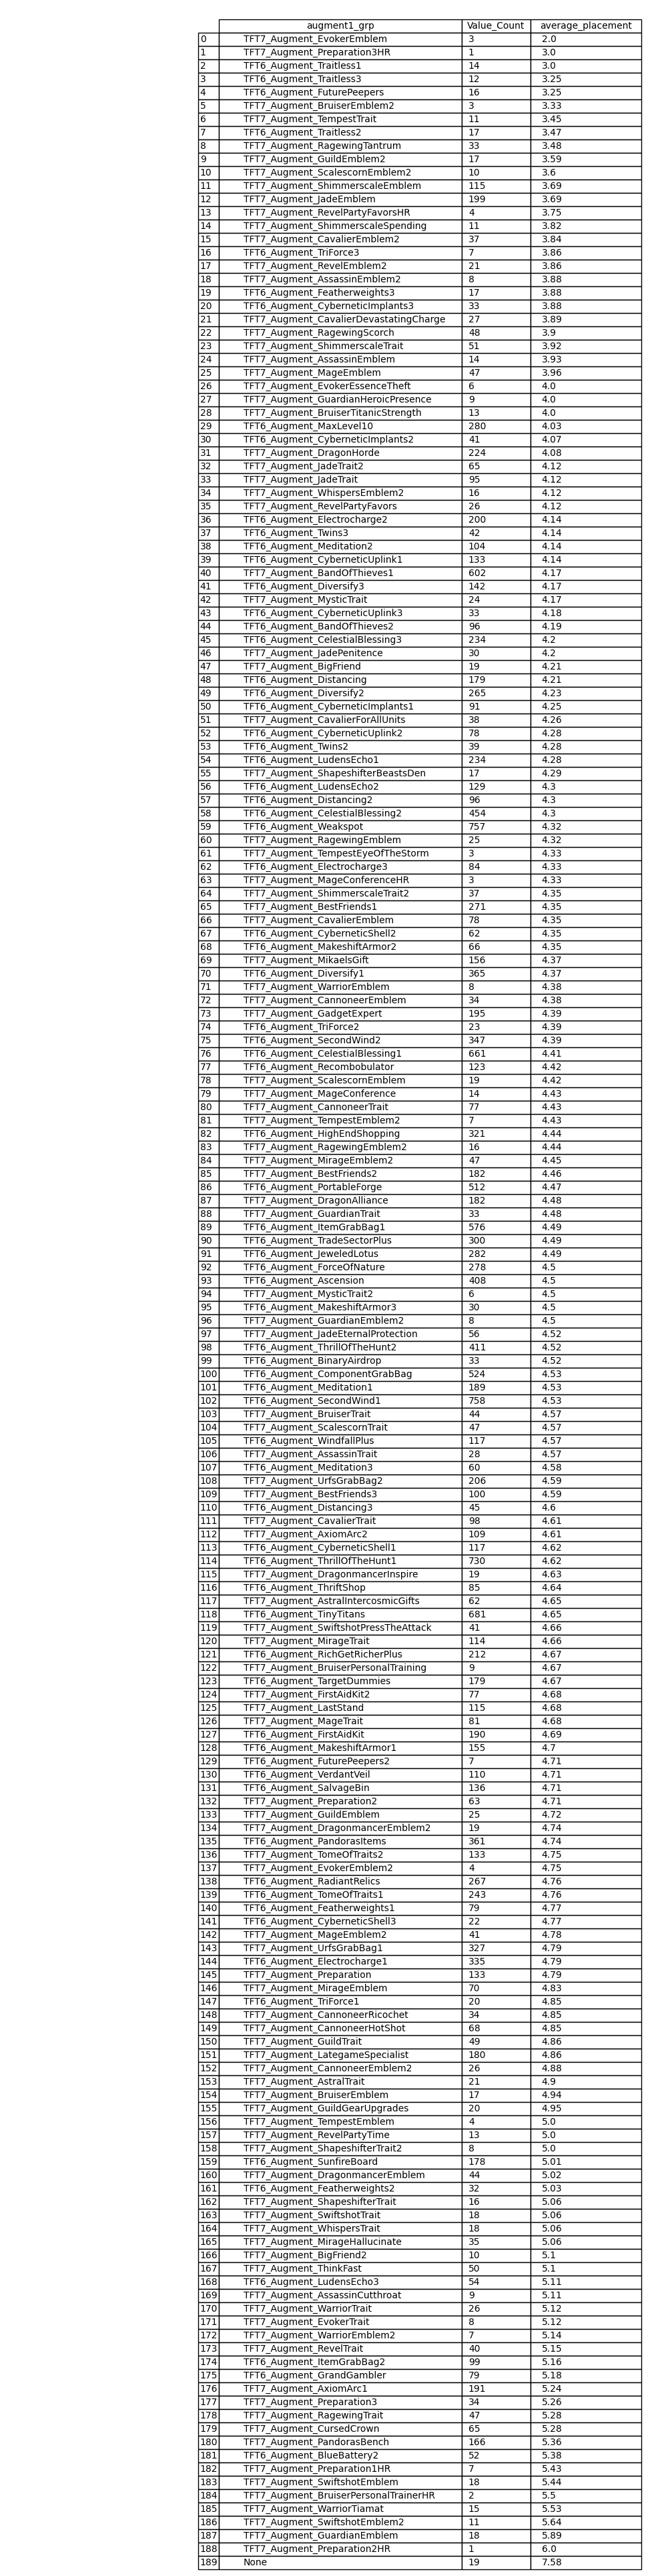 augment1_grp Value_Count average_placement
0 TFT7_Augment_EvokerEmblem 3 2.0
1 TFT7_Augment_Preparation3HR 1 3.0
2 TFT6_Augment_Traitless1 14 3.0
3 TFT6_Augment_Traitless3 12 3.25
4 TFT7_Augment_FuturePeepers 16 3.25
5 TFT7_Augment_BruiserEmblem2 3 3.33
6 TFT7_Augment_TempestTrait 11 3.45
7 TFT6_Augment_Traitless2 17 3.47
8 TFT7_Augment_RagewingTantrum 33 3.48
9 TFT7_Augment_GuildEmblem2 17 3.59
10 TFT7_Augment_ScalescornEmblem2 10 3.6
11 TFT7_Augment_ShimmerscaleEmblem 115 3.69
12 TFT7_Augment_JadeEmblem 199 3.69
13 TFT7_Augment_RevelPartyFavorsHR 4 3.75
14 TFT7_Augment_ShimmerscaleSpending 11 3.82
15 TFT7_Augment_CavalierEmblem2 37 3.84
16 TFT6_Augment_TriForce3 7 3.86
17 TFT7_Augment_RevelEmblem2 21 3.86
18 TFT7_Augment_AssassinEmblem2 8 3.88
19 TFT6_Augment_Featherweights3 17 3.88
20 TFT6_Augment_CyberneticImplants3 33 3.88
21 TFT7_Augment_CavalierDevastatingCharge 27 3.89
22 TFT7_Augment_RagewingScorch 48 3.9
23 TFT7_Augment_ShimmerscaleTrait 51 3.92
24 TFT7_Augment_AssassinEmblem 14 3.93
25 TFT7_Augment_MageEmblem 47 3.96
26 TFT7_Augment_EvokerEssenceTheft 6 4.0
27 TFT7_Augment_GuardianHeroicPresence 9 4.0
28 TFT7_Augment_BruiserTitanicStrength 13 4.0
29 TFT6_Augment_MaxLevel10 280 4.03
30 TFT6_Augment_CyberneticImplants2 41 4.07
31 TFT7_Augment_DragonHorde 224 4.08
32 TFT7_Augment_JadeTrait2 65 4.12
33 TFT7_Augment_JadeTrait 95 4.12
34 TFT7_Augment_WhispersEmblem2 16 4.12
35 TFT7_Augment_RevelPartyFavors 26 4.12
36 TFT6_Augment_Electrocharge2 200 4.14
37 TFT6_Augment_Twins3 42 4.14
38 TFT6_Augment_Meditation2 104 4.14
39 TFT6_Augment_CyberneticUplink1 133 4.14
40 TFT7_Augment_BandOfThieves1 602 4.17
41 TFT6_Augment_Diversify3 142 4.17
42 TFT7_Augment_MysticTrait 24 4.17
43 TFT6_Augment_CyberneticUplink3 33 4.18
44 TFT6_Augment_BandOfThieves2 96 4.19
45 TFT6_Augment_CelestialBlessing3 234 4.2
46 TFT7_Augment_JadePenitence 30 4.2
47 TFT7_Augment_BigFriend 19 4.21
48 TFT6_Augment_Distancing 179 4.21
49 TFT6_Augment_Diversify2 265 4.23
50 TFT6_Augment_CyberneticImplants1 91 4.25
51 TFT7_Augment_CavalierForAllUnits 38 4.26
52 TFT6_Augment_CyberneticUplink2 78 4.28
53 TFT6_Augment_Twins2 39 4.28
54 TFT6_Augment_LudensEcho1 234 4.28
55 TFT7_Augment_ShapeshifterBeastsDen 17 4.29
56 TFT6_Augment_LudensEcho2 129 4.3
57 TFT6_Augment_Distancing2 96 4.3
58 TFT6_Augment_CelestialBlessing2 454 4.3
59 TFT6_Augment_Weakspot 757 4.32
60 TFT7_Augment_RagewingEmblem 25 4.32
61 TFT7_Augment_TempestEyeOfTheStorm 3 4.33
62 TFT6_Augment_Electrocharge3 84 4.33
63 TFT7_Augment_MageConferenceHR 3 4.33
64 TFT7_Augment_ShimmerscaleTrait2 37 4.35
65 TFT7_Augment_BestFriends1 271 4.35
66 TFT7_Augment_CavalierEmblem 78 4.35
67 TFT6_Augment_CyberneticShell2 62 4.35
68 TFT6_Augment_MakeshiftArmor2 66 4.35
69 TFT7_Augment_MikaelsGift 156 4.37
70 TFT6_Augment_Diversify1 365 4.37
71 TFT7_Augment_WarriorEmblem 8 4.38
72 TFT7_Augment_CannoneerEmblem 34 4.38
73 TFT7_Augment_GadgetExpert 195 4.39
74 TFT6_Augment_TriForce2 23 4.39
75 TFT6_Augment_SecondWind2 347 4.39
76 TFT6_Augment_CelestialBlessing1 661 4.41
77 TFT6_Augment_Recombobulator 123 4.42
78 TFT7_Augment_ScalescornEmblem 19 4.42
79 TFT7_Augment_MageConference 14 4.43
80 TFT7_Augment_CannoneerTrait 77 4.43
81 TFT7_Augment_TempestEmblem2 7 4.43
82 TFT6_Augment_HighEndShopping 321 4.44
83 TFT7_Augment_RagewingEmblem2 16 4.44
84 TFT7_Augment_MirageEmblem2 47 4.45
85 TFT7_Augment_BestFriends2 182 4.46
86 TFT6_Augment_PortableForge 512 4.47
87 TFT7_Augment_DragonAlliance 182 4.48
88 TFT7_Augment_GuardianTrait 33 4.48
89 TFT6_Augment_ItemGrabBag1 576 4.49
90 TFT6_Augment_TradeSectorPlus 300 4.49
91 TFT6_Augment_JeweledLotus 282 4.49
92 TFT6_Augment_ForceOfNature 278 4.5
93 TFT6_Augment_Ascension 408 4.5
94 TFT7_Augment_MysticTrait2 6 4.5
95 TFT6_Augment_MakeshiftArmor3 30 4.5
96 TFT7_Augment_GuardianEmblem2 8 4.5
97 TFT7_Augment_JadeEternalProtection 56 4.52
98 TFT6_Augment_ThrillOfTheHunt2 411 4.52
99 TFT6_Augment_BinaryAirdrop 33 4.52
100 TFT6_Augment_ComponentGrabBag 524 4.53
101 TFT6_Augment_Meditation1 189 4.53
102 TFT6_Augment_SecondWind1 758 4.53
103 TFT7_Augment_BruiserTrait 44 4.57
104 TFT7_Augment_ScalescornTrait 47 4.57
105 TFT6_Augment_WindfallPlus 117 4.57
106 TFT7_Augment_AssassinTrait 28 4.57
107 TFT6_Augment_Meditation3 60 4.58
108 TFT7_Augment_UrfsGrabBag2 206 4.59
109 TFT7_Augment_BestFriends3 100 4.59
110 TFT6_Augment_Distancing3 45 4.6
111 TFT7_Augment_CavalierTrait 98 4.61
112 TFT7_Augment_AxiomArc2 109 4.61
113 TFT6_Augment_CyberneticShell1 117 4.62
114 TFT6_Augment_ThrillOfTheHunt1 730 4.62
115 TFT7_Augment_DragonmancerInspire 19 4.63
116 TFT6_Augment_ThriftShop 85 4.64
117 TFT7_Augment_AstralIntercosmicGifts 62 4.65
118 TFT6_Augment_TinyTitans 681 4.65
119 TFT7_Augment_SwiftshotPressTheAttack 41 4.66
120 TFT7_Augment_MirageTrait 114 4.66
121 TFT6_Augment_RichGetRicherPlus 212 4.67
122 TFT7_Augment_BruiserPersonalTraining 9 4.67
123 TFT6_Augment_TargetDummies 179 4.67
124 TFT7_Augment_FirstAidKit2 77 4.68
125 TFT7_Augment_LastStand 115 4.68
126 TFT7_Augment_MageTrait 81 4.68
127 TFT6_Augment_FirstAidKit 190 4.69
128 TFT6_Augment_MakeshiftArmor1 155 4.7
129 TFT7_Augment_FuturePeepers2 7 4.71
130 TFT6_Augment_VerdantVeil 110 4.71
131 TFT6_Augment_SalvageBin 136 4.71
132 TFT7_Augment_Preparation2 63 4.71
133 TFT7_Augment_GuildEmblem 25 4.72
134 TFT7_Augment_DragonmancerEmblem2 19 4.74
135 TFT6_Augment_PandorasItems 361 4.74
136 TFT7_Augment_TomeOfTraits2 133 4.75
137 TFT7_Augment_EvokerEmblem2 4 4.75
138 TFT6_Augment_RadiantRelics 267 4.76
139 TFT6_Augment_TomeOfTraits1 243 4.76
140 TFT6_Augment_Featherweights1 79 4.77
141 TFT6_Augment_CyberneticShell3 22 4.77
142 TFT7_Augment_MageEmblem2 41 4.78
143 TFT7_Augment_UrfsGrabBag1 327 4.79
144 TFT6_Augment_Electrocharge1 335 4.79
145 TFT7_Augment_Preparation 133 4.79
146 TFT7_Augment_MirageEmblem 70 4.83
147 TFT6_Augment_TriForce1 20 4.85
148 TFT7_Augment_CannoneerRicochet 34 4.85
149 TFT7_Augment_CannoneerHotShot 68 4.85
150 TFT7_Augment_GuildTrait 49 4.86
151 TFT7_Augment_LategameSpecialist 180 4.86
152 TFT7_Augment_CannoneerEmblem2 26 4.88
153 TFT7_Augment_AstralTrait 21 4.9
154 TFT7_Augment_BruiserEmblem 17 4.94
155 TFT7_Augment_GuildGearUpgrades 20 4.95
156 TFT7_Augment_TempestEmblem 4 5.0
157 TFT7_Augment_RevelPartyTime 13 5.0
158 TFT7_Augment_ShapeshifterTrait2 8 5.0
159 TFT6_Augment_SunfireBoard 178 5.01
160 TFT7_Augment_DragonmancerEmblem 44 5.02
161 TFT6_Augment_Featherweights2 32 5.03
162 TFT7_Augment_ShapeshifterTrait 16 5.06
163 TFT7_Augment_SwiftshotTrait 18 5.06
164 TFT7_Augment_WhispersTrait 18 5.06
165 TFT7_Augment_MirageHallucinate 35 5.06
166 TFT7_Augment_BigFriend2 10 5.1
167 TFT7_Augment_ThinkFast 50 5.1
168 TFT6_Augment_LudensEcho3 54 5.11
169 TFT7_Augment_AssassinCutthroat 9 5.11
170 TFT7_Augment_WarriorTrait 26 5.12
171 TFT7_Augment_EvokerTrait 8 5.12
172 TFT7_Augment_WarriorEmblem2 7 5.14
173 TFT7_Augment_RevelTrait 40 5.15
174 TFT6_Augment_ItemGrabBag2 99 5.16
175 TFT6_Augment_GrandGambler 79 5.18
176 TFT7_Augment_AxiomArc1 191 5.24
177 TFT7_Augment_Preparation3 34 5.26
178 TFT7_Augment_RagewingTrait 47 5.28
179 TFT7_Augment_CursedCrown 65 5.28
180 TFT7_Augment_PandorasBench 166 5.36
181 TFT6_Augment_BlueBattery2 52 5.38
182 TFT7_Augment_Preparation1HR 7 5.43
183 TFT7_Augment_SwiftshotEmblem 18 5.44
184 TFT7_Augment_BruiserPersonalTrainerHR 2 5.5
185 TFT7_Augment_WarriorTiamat 15 5.53
186 TFT7_Augment_SwiftshotEmblem2 11 5.64
187 TFT7_Augment_GuardianEmblem 18 5.89
188 TFT7_Augment_Preparation2HR 1 6.0
189 None 19 7.58